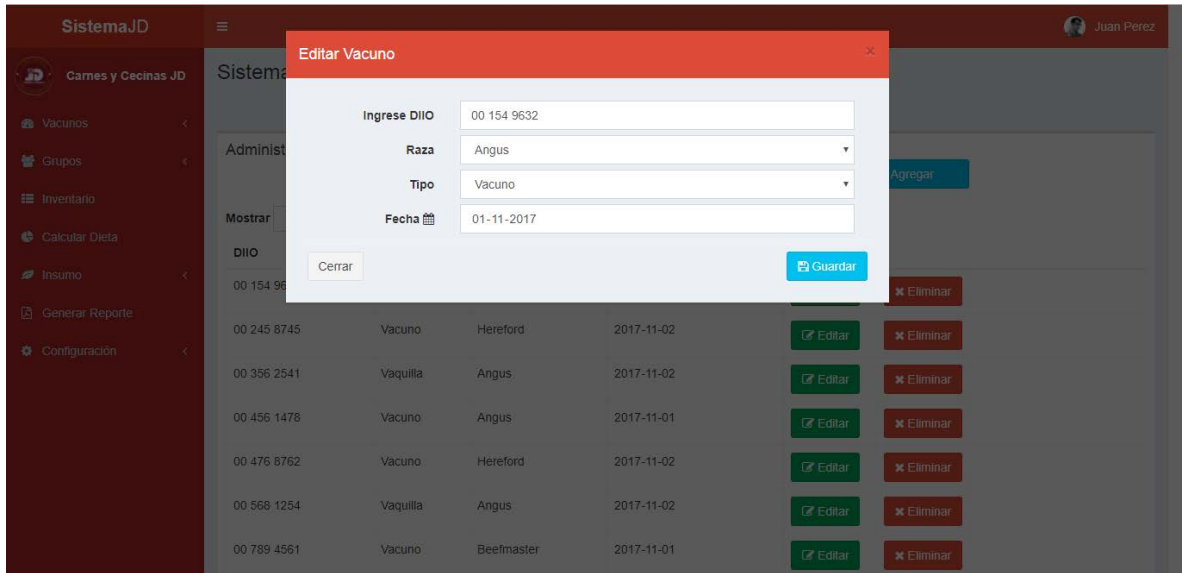 SistemaJD
Juan Perez
Carnes y Cecinas JD
Vacunos
Grupos
Inventario
Calcular Dieta
Insumo
Generar Reporte
Configuración
Sistema
Editar Vacuno
×
Ingrese DIIO 00 154 9632
Raza Angus
Tipo Vacuno
Fecha 01-11-2017
Cerrar Guardar
Administ
Agregar
Mostrar
DIIO
00 154 96 Eliminar
00 245 8745 Vacuno Hereford 2017-11-02 Editar Eliminar
00 356 2541 Vaquilla Angus 2017-11-02 Editar Eliminar
00 456 1478 Vacuno Angus 2017-11-01 Editar Eliminar
00 476 8762 Vacuno Hereford 2017-11-02 Editar Eliminar
00 568 1254 Vaquilla Angus 2017-11-02 Editar Eliminar
00 789 4561 Vacuno Beefmaster 2017-11-01 Editar Eliminar